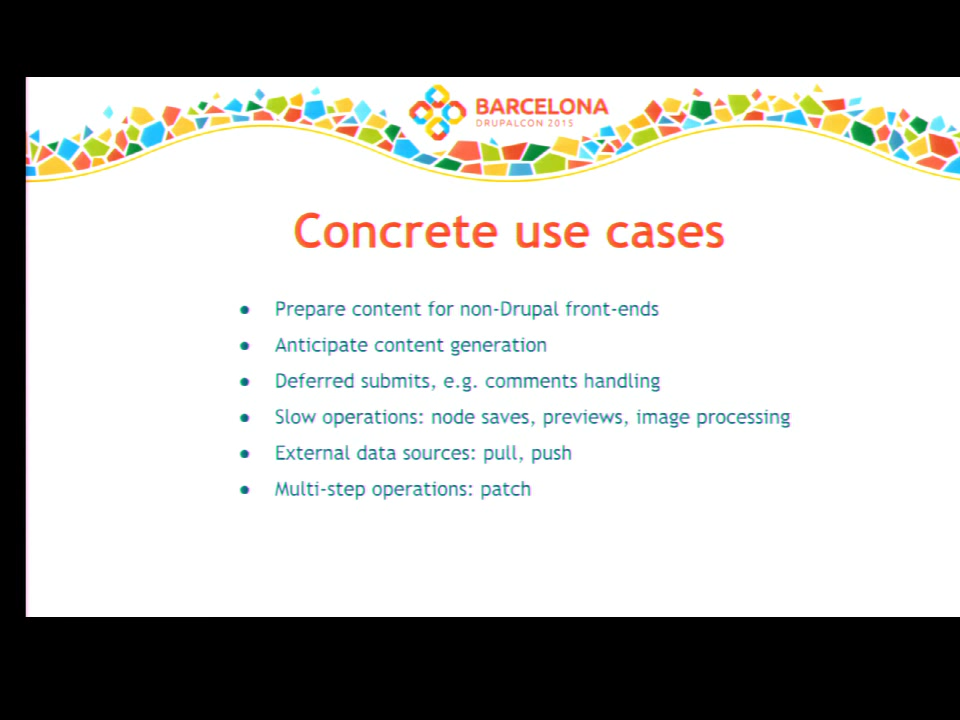 BARCELONA
DRUPALCON 2015
Concrete use cases
● Prepare content for non-Drupal front-ends
● Anticipate content generation
● Deferred submits, e.g. comments handling
● Slow operations: node saves, previews, image processing
● External data sources: pull, push
● Multi-step operations: patch